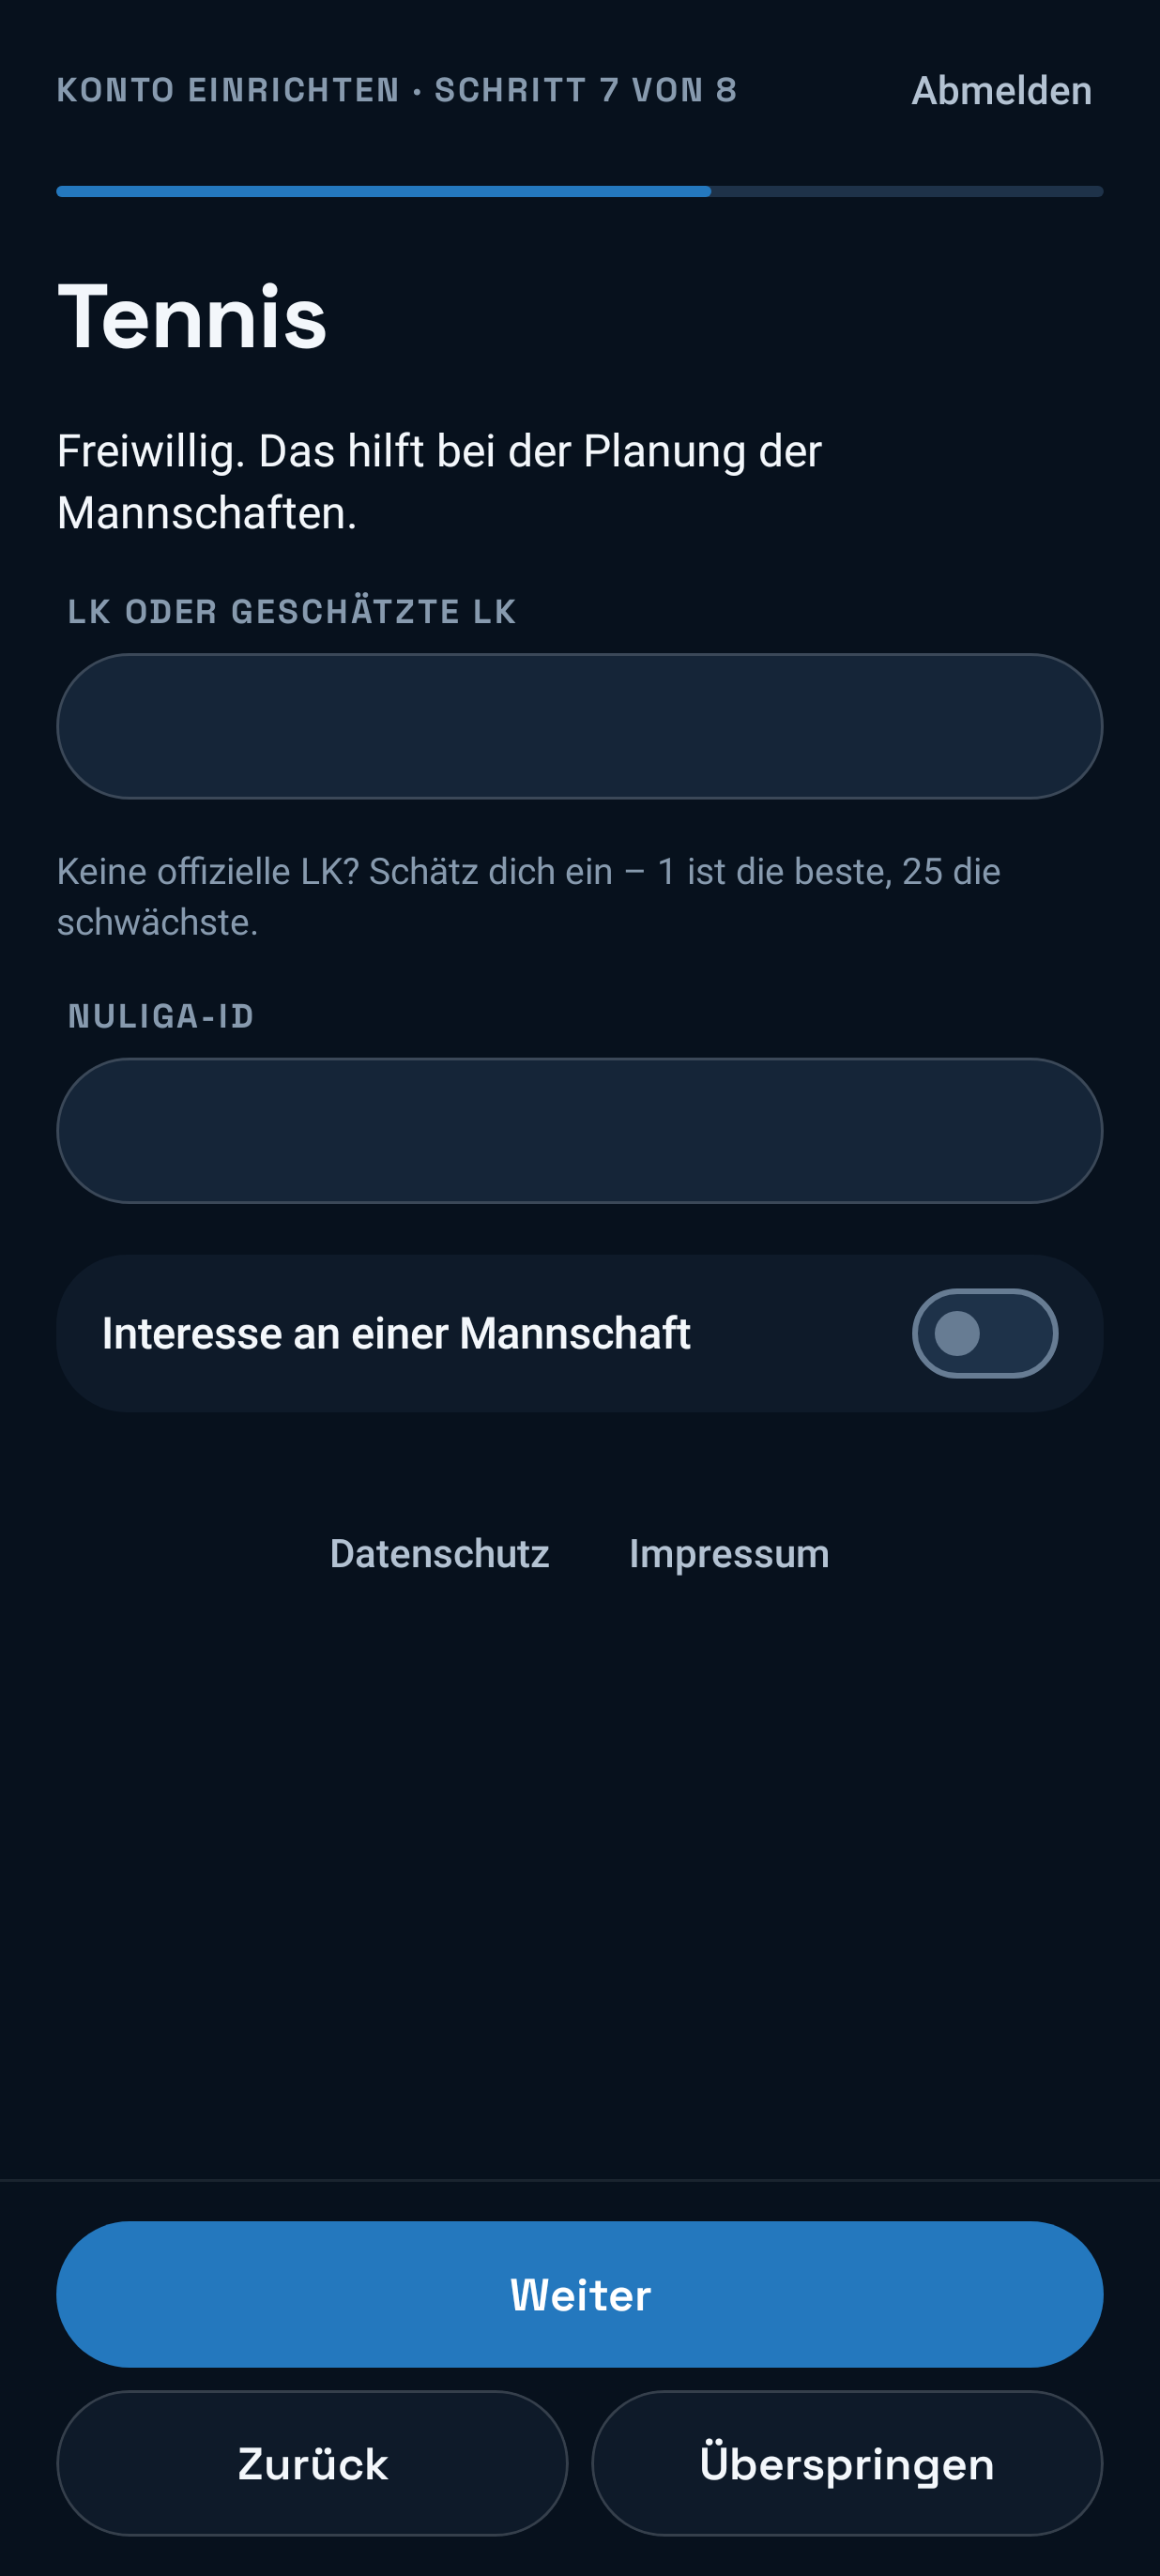 KONTO EINRICHTEN · SCHRITT 7 VON 8
Abmelden
Tennis
Freiwillig. Das hilft bei der Planung der
Mannschaften.
LK ODER GESCHÄTZTE LK
Keine offizielle LK? Schätz dich ein – 1 ist die beste, 25 die
schwächste.
NULIGA-ID
Interesse an einer Mannschaft
Datenschutz
Impressum
Weiter
Zurück
Überspringen